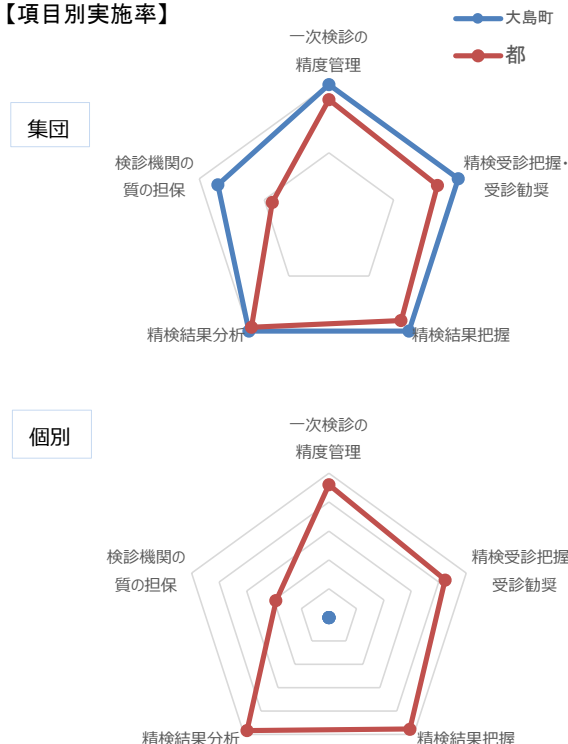 【項目別実施率】
大島町
都
集団
一次検診の
精度管理
検診機関の
質の担保
精検受診把握・
受診勧奨
精検結果分析
精検結果把握
個別
一次検診の
精度管理
検診機関の
質の担保
精検受診把握
受診勧奨
精検結果分析
精検結果把握